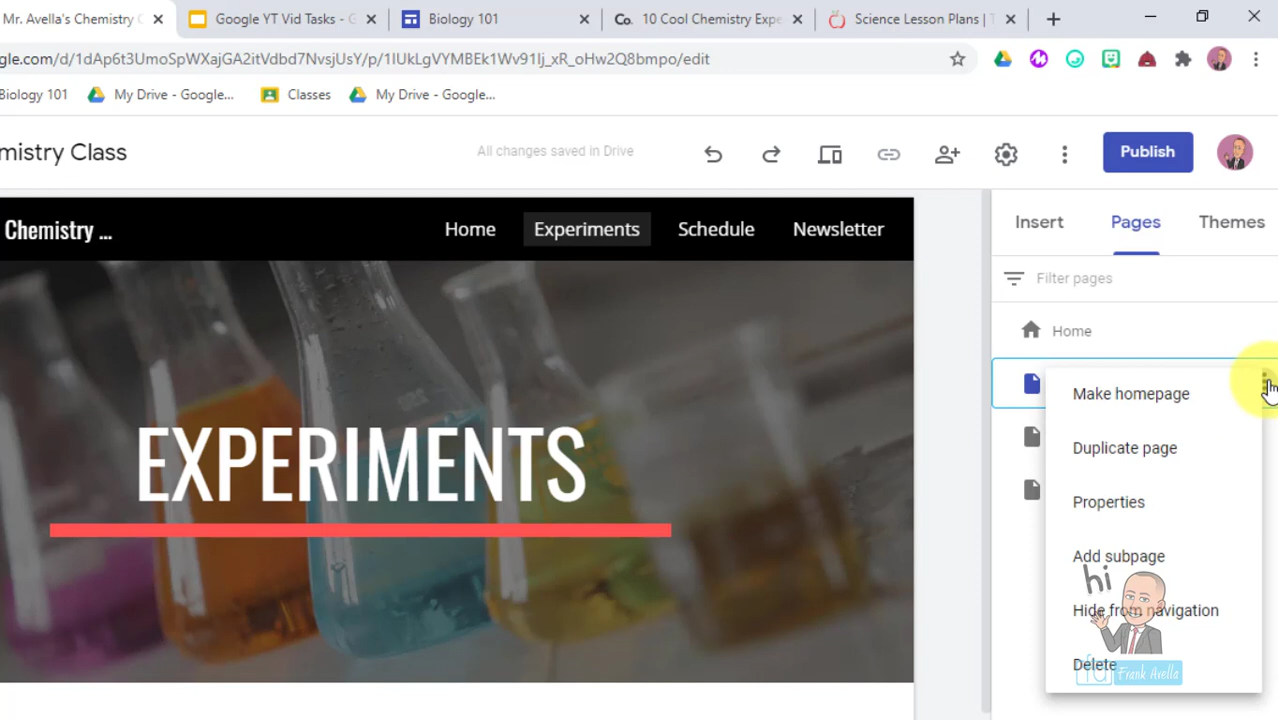 Mr. Avella's Chemistry C
Google YT Vid Tasks - G
Biology 101
Co. 10 Cool Chemistry Expe
Science Lesson Plans | T
gle.com/d/1dAp6t3UmoSpWXajGA2itVdbd7NvsjUsY/p/1IUkLgVYMBEk1Wv91Ij_xR_oHw2Q8bmpo/edit
Biology 101
My Drive - Google...
Classes
My Drive - Google...
mistry Class
All changes saved in Drive
Publish
Chemistry ...
Home
Experiments
Schedule
Newsletter
Insert
Pages
Themes
Filter pages
Home
EXPERIMENTS
Make homepage
Duplicate page
Properties
Add subpage
hi
Hide from navigation
Delete
fa
Frank Avella